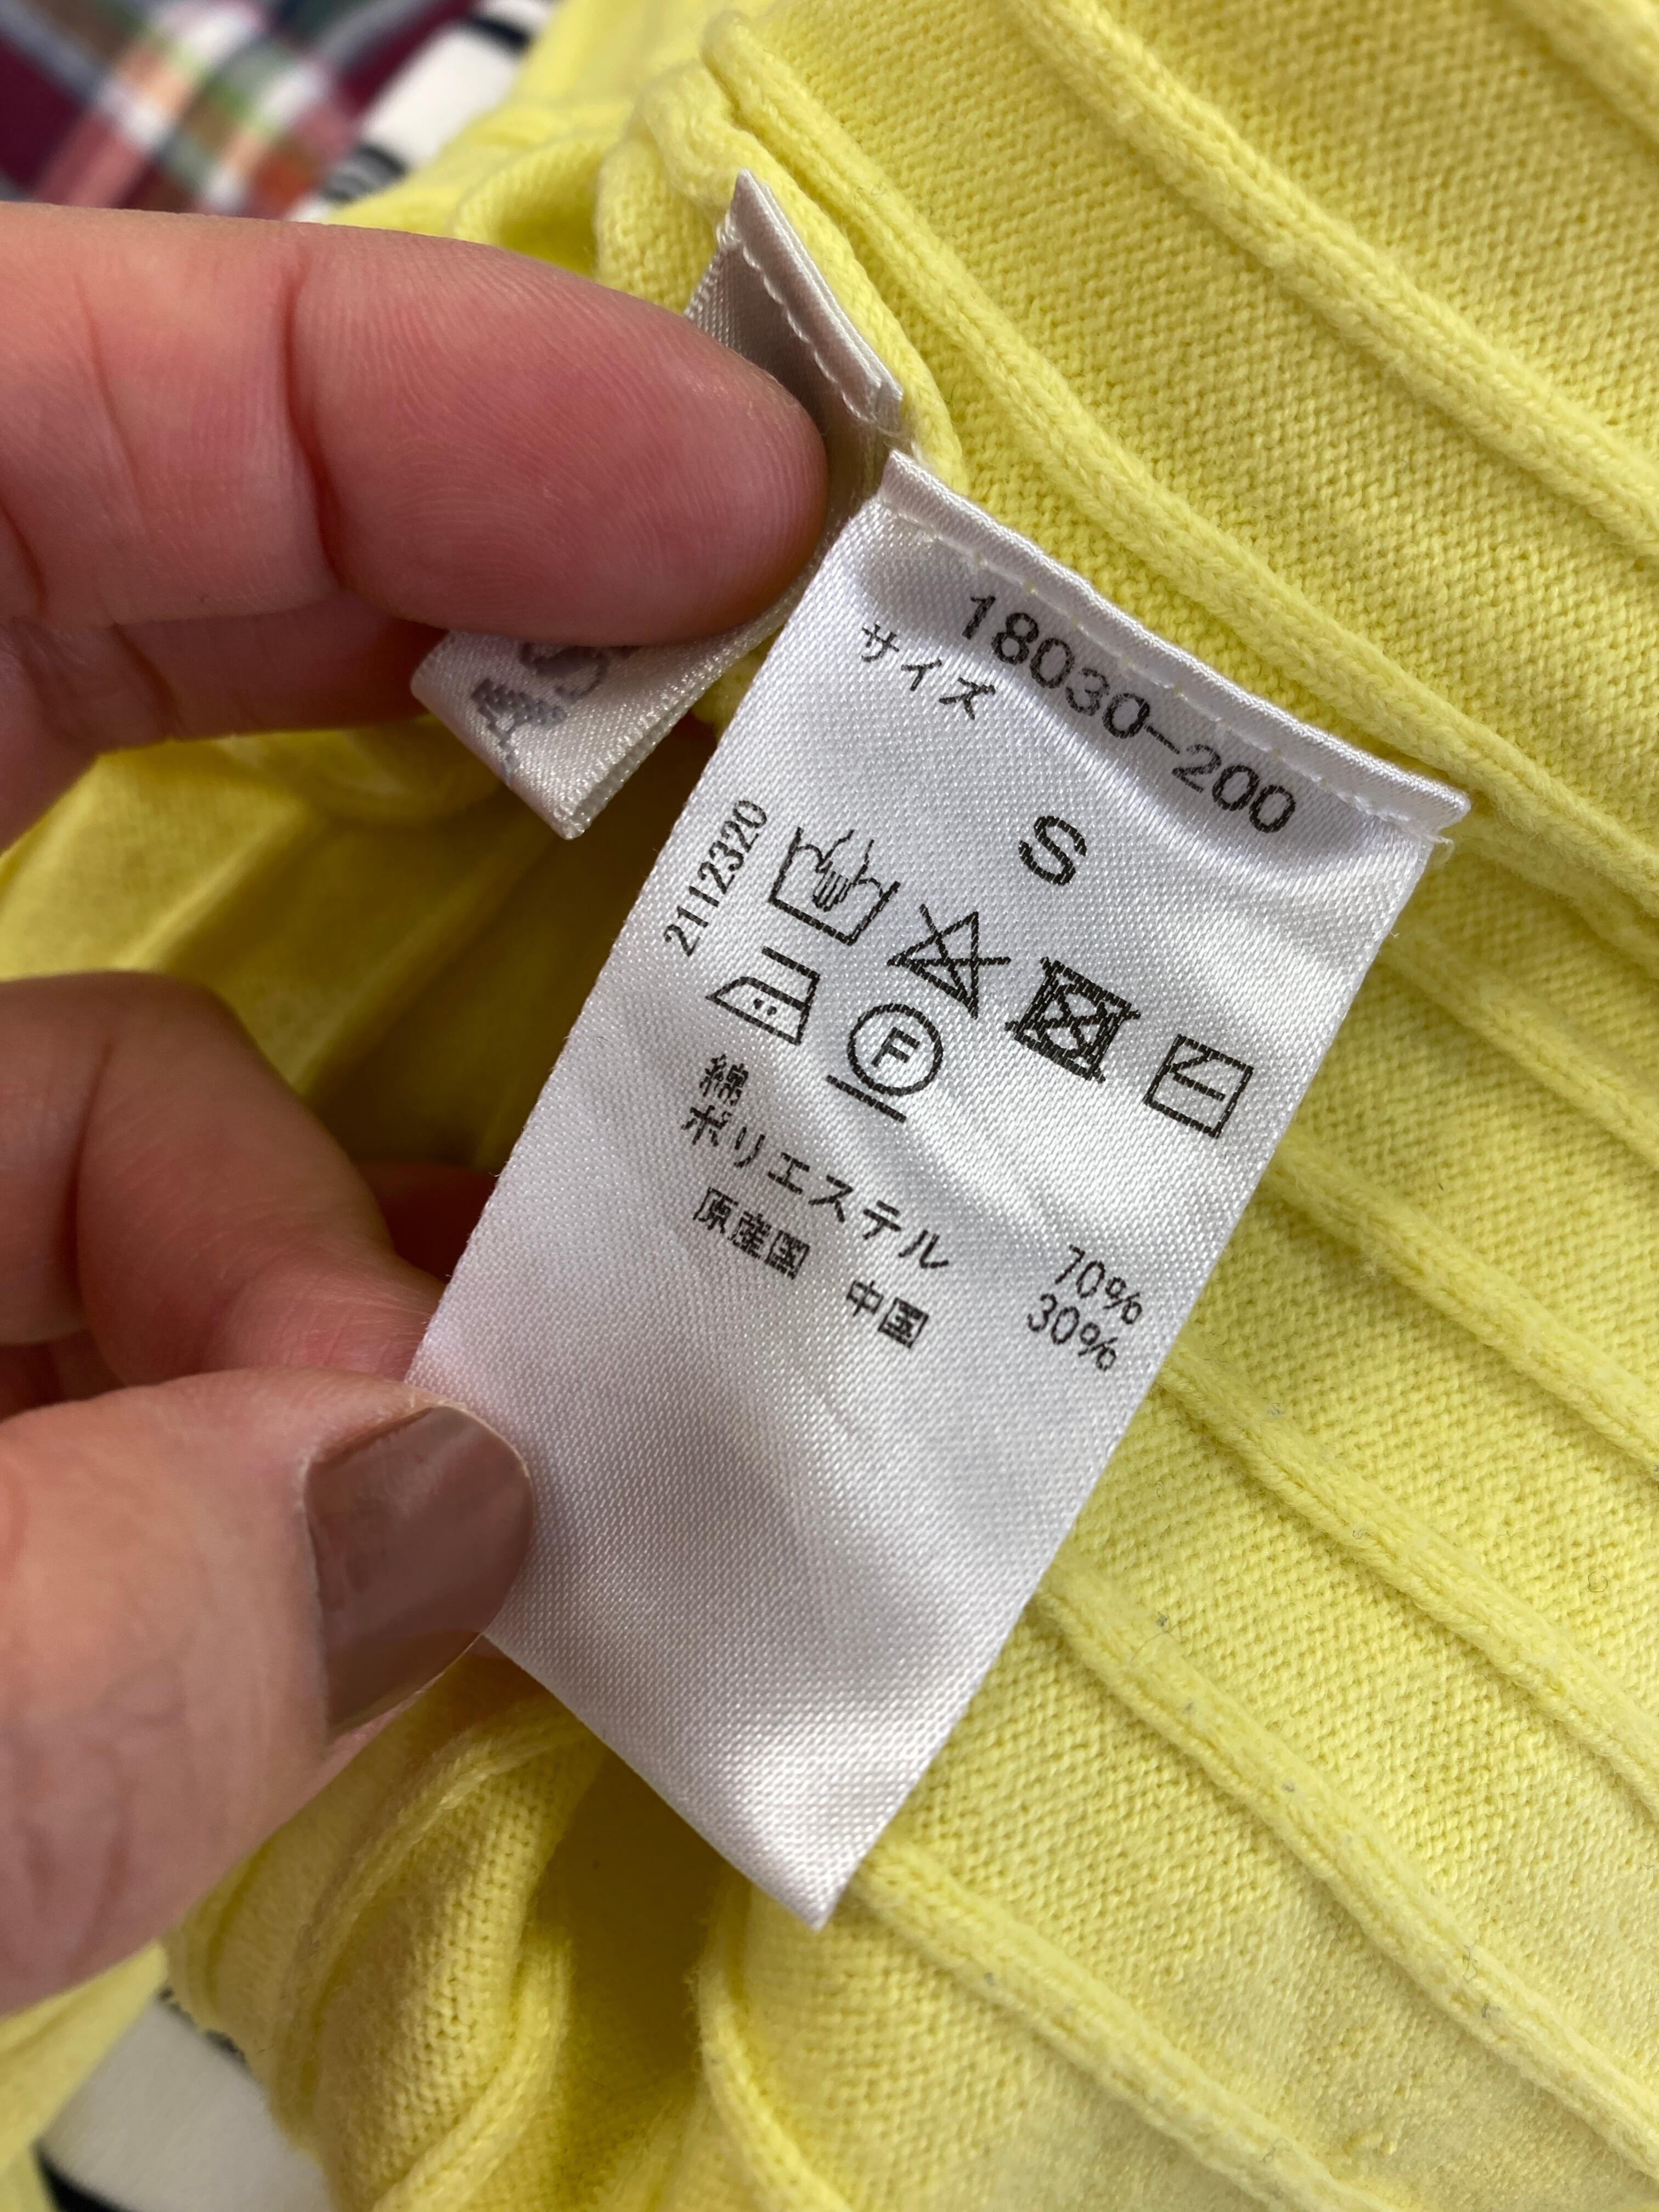 18030-200
サイズ
S
2112320
F
綿 70%
ポリエステル 30%
原産国 中国